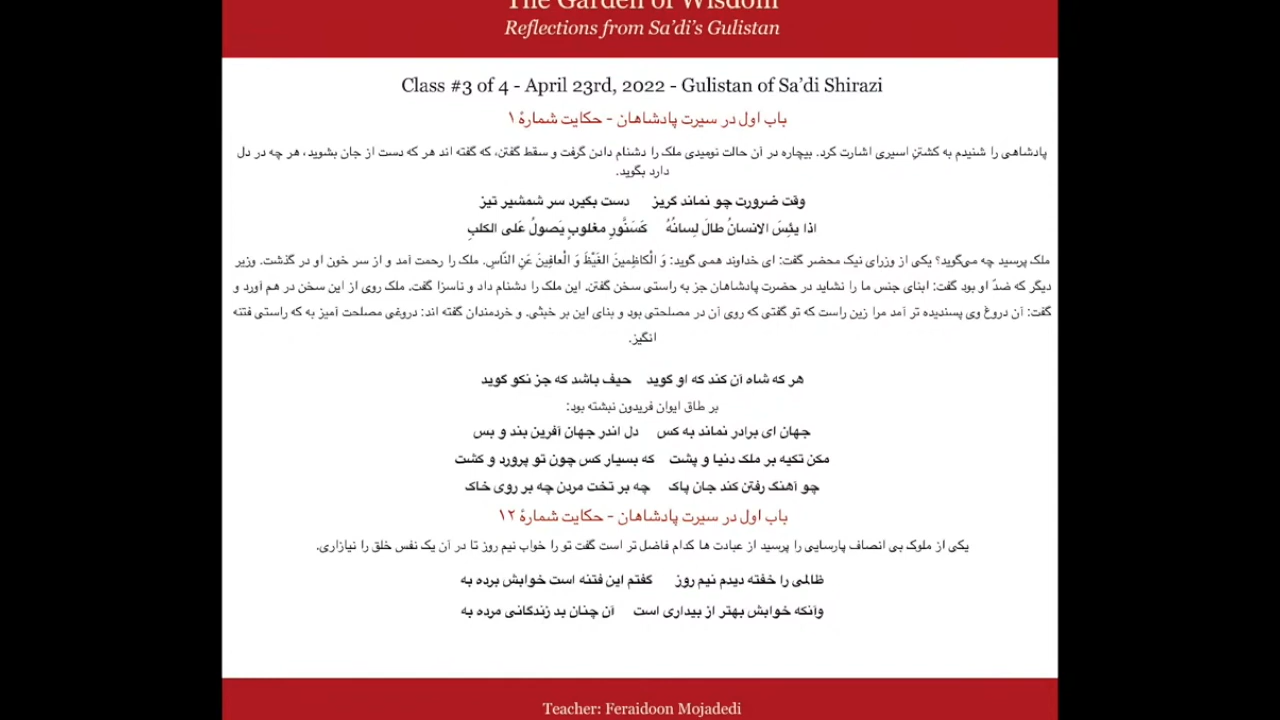 The Garden of Wisdom
Reflections from Sa’di’s Gulistan
Class #3 of 4 - April 23rd, 2022 - Gulistan of Sa’di Shirazi
باب اول در سیرت پادشاهان - حکایت شمارهٔ ۱
پادشاهی را شنیدم به کشتنِ اسیری اشارت کرد. بیچاره در آن حالت نومیدی ملک را دشنام دادن گرفت و سقط گفتن، که گفته اند هر که دست از جان بشوید، هر چه در دل
دارد بگوید.
وقت ضرورت چو نماند گریز دست بگیرد سر شمشیر تیز
اذا یئِسَ الانسانُ طالَ لِسانُهُ کَسَنَّورِ مغلوبٍ یَصولُ عَلی الکلبِ
ملک پرسید چه می‌گوید؟ یکی از وزرای نیک محضر گفت: ای خداوند همی گوید: وَ الْکاظِمینَ الغَیْظَ وَ الْعافِینَ عَنِ النّاسِ. ملک را رحمت آمد و از سر خون او در گذشت. وزیر
دیگر که ضدّ او بود گفت: ابنای جنس ما را نشاید در حضرت پادشاهان جز به راستی سخن گفتن. این ملک را دشنام داد و ناسزا گفت. ملک روی از این سخن در هم آورد و
گفت: آن دروغ وی پسندیده تر آمد مرا زین راست که تو گفتی که روی آن در مصلحتی بود و بنای این بر خبثی. و خردمندان گفته اند: دروغی مصلحت آمیز به که راستی فتنه
انگیز.
هر که شاه آن کند که او گوید حیف باشد که جز نکو گوید
بر طاق ایوان فریدون نبشته بود:
جهان ای برادر نماند به کس دل اندر جهان آفرین بند و بس
مکن تکیه بر ملک دنیا و پشت که بسیار کس چون تو پرورد و کشت
چو آهنگ رفتن کند جان پاک چه بر تخت مردن چه بر روی خاک
باب اول در سیرت پادشاهان - حکایت شمارهٔ ۱۲
یکی از ملوک بی انصاف پارسایی را پرسید از عبادت ها کدام فاضل تر است گفت تو را خواب نیم روز تا در آن یک نفس خلق را نیازاری.
ظالمی را خفته دیدم نیم روز گفتم این فتنه است خوابش برده به
وآنکه خوابش بهتر از بیداری است آن چنان بد زندگانی مرده به
Teacher: Feraidoon Mojadedi